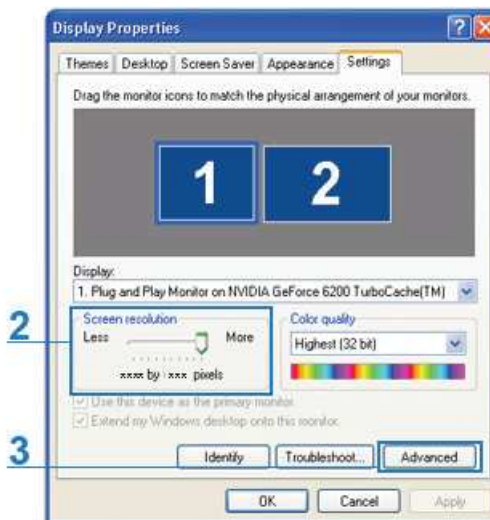 Display Properties
Themes Desktop Screen Saver Appearance Settings
Drag the monitor icons to match the physical arrangement of your monitors.
1 2
Display:
1. Plug and Play Monitor on NVIDIA GeForce 6200 TurboCache(TM)
2
Screen resolution
Less More
xxxx by xxx pixels
Color quality
Highest (32 bit)
Use this device as the primary monitor.
Extend my Windows desktop onto this monitor.
3
Identify Troubleshoot... Advanced
OK Cancel Apply